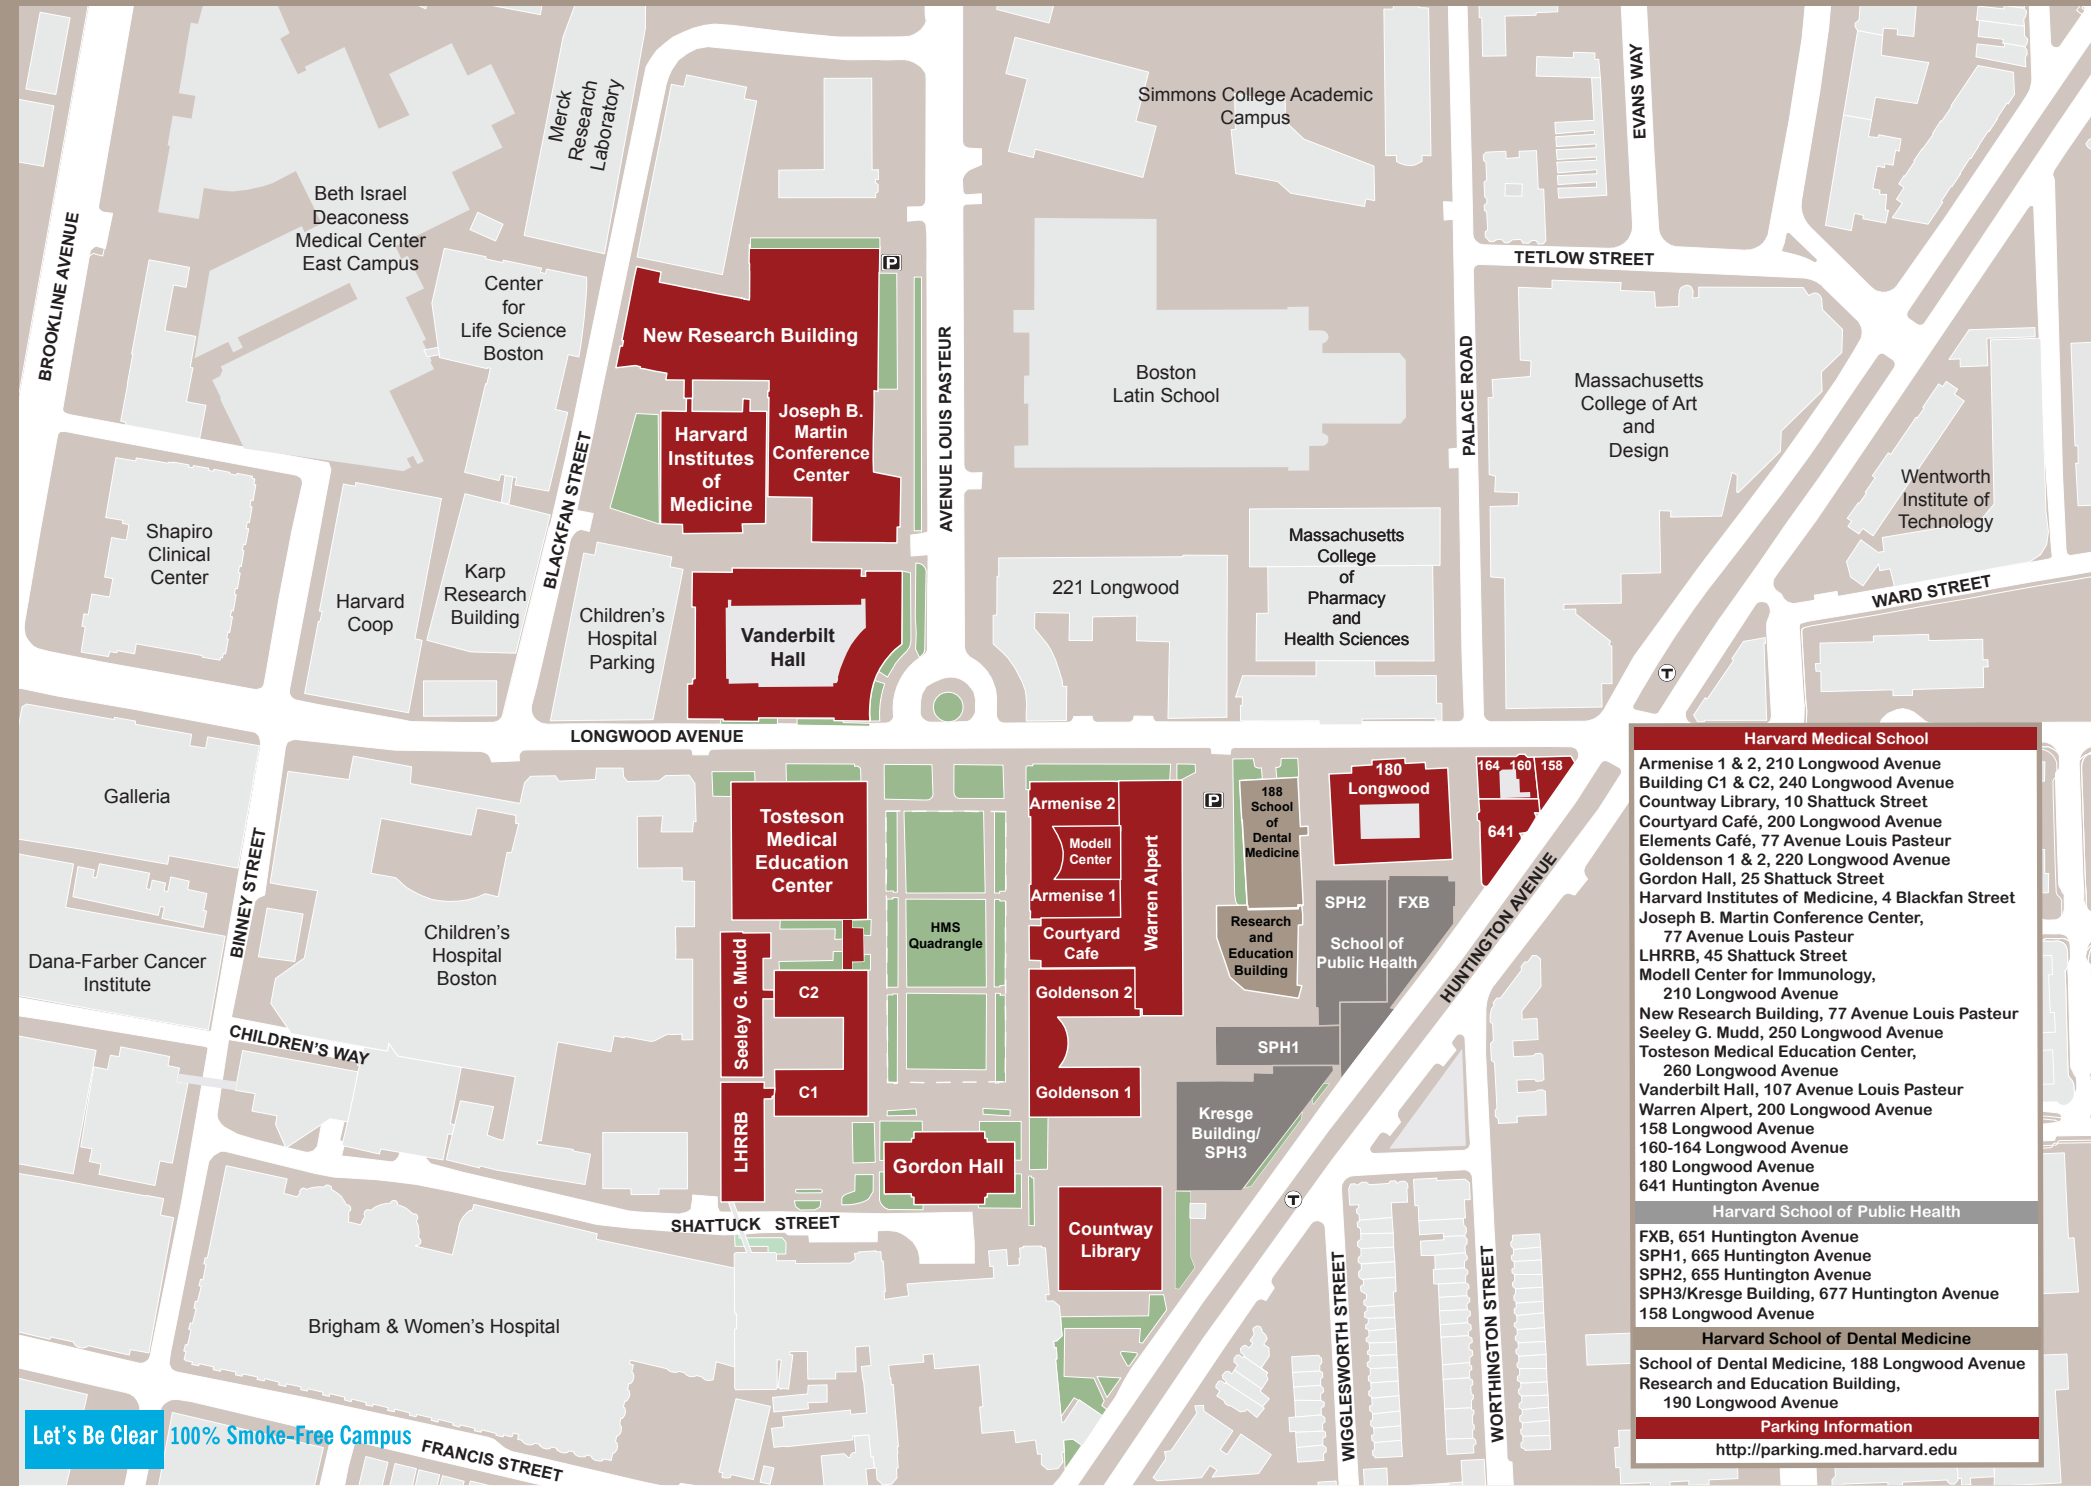 Merck
Research
Laboratory
Simmons College Academic
Campus
EVANS WAY
Beth Israel
Deaconess
Medical Center
East Campus
BROOKLINE AVENUE
Center
for
Life Science
Boston
P
TETLOW STREET
New Research Building
AVENUE LOUIS PASTEUR
PALACE ROAD
Boston
Latin School
Massachusetts
College of Art
and
Design
Joseph B.
Martin
Conference
Center
Harvard
Institutes
of
Medicine
BLACKFAN STREET
Wentworth
Institute of
Technology
Shapiro
Clinical
Center
Harvard
Coop
Karp
Research
Building
Children's
Hospital
Parking
Vanderbilt
Hall
221 Longwood
Massachusetts
College
of
Pharmacy
and
Health Sciences
WARD STREET
T
LONGWOOD AVENUE
Galleria
BINNEY STREET
Dana-Farber Cancer
Institute
CHILDREN'S WAY
Children's
Hospital
Boston
Tosteson
Medical
Education
Center
Seeley G. Mudd
C2
C1
LHRRB
HMS
Quadrangle
Armenise 2
Modell
Center
Armenise 1
Courtyard
Cafe
Warren Alpert
Goldenson 2
Goldenson 1
Gordon Hall
P
188
School
of
Dental
Medicine
Research
and
Education
Building
180
Longwood
164 160 158
641
SPH2 FXB
School of
Public Health
SPH1
Kresge
Building/
SPH3
HUNTINGTON AVENUE
T
SHATTUCK STREET
Countway
Library
Brigham & Women's Hospital
WIGGLESWORTH STREET
WORTHINGTON STREET
FRANCIS STREET
Let's Be Clear 100% Smoke-Free Campus
Harvard Medical School
Armenise 1 & 2, 210 Longwood Avenue
Building C1 & C2, 240 Longwood Avenue
Countway Library, 10 Shattuck Street
Courtyard Café, 200 Longwood Avenue
Elements Café, 77 Avenue Louis Pasteur
Goldenson 1 & 2, 220 Longwood Avenue
Gordon Hall, 25 Shattuck Street
Harvard Institutes of Medicine, 4 Blackfan Street
Joseph B. Martin Conference Center,
77 Avenue Louis Pasteur
LHRRB, 45 Shattuck Street
Modell Center for Immunology,
210 Longwood Avenue
New Research Building, 77 Avenue Louis Pasteur
Seeley G. Mudd, 250 Longwood Avenue
Tosteson Medical Education Center,
260 Longwood Avenue
Vanderbilt Hall, 107 Avenue Louis Pasteur
Warren Alpert, 200 Longwood Avenue
158 Longwood Avenue
160-164 Longwood Avenue
180 Longwood Avenue
641 Huntington Avenue
Harvard School of Public Health
FXB, 651 Huntington Avenue
SPH1, 665 Huntington Avenue
SPH2, 655 Huntington Avenue
SPH3/Kresge Building, 677 Huntington Avenue
158 Longwood Avenue
Harvard School of Dental Medicine
School of Dental Medicine, 188 Longwood Avenue
Research and Education Building,
190 Longwood Avenue
Parking Information
http://parking.med.harvard.edu